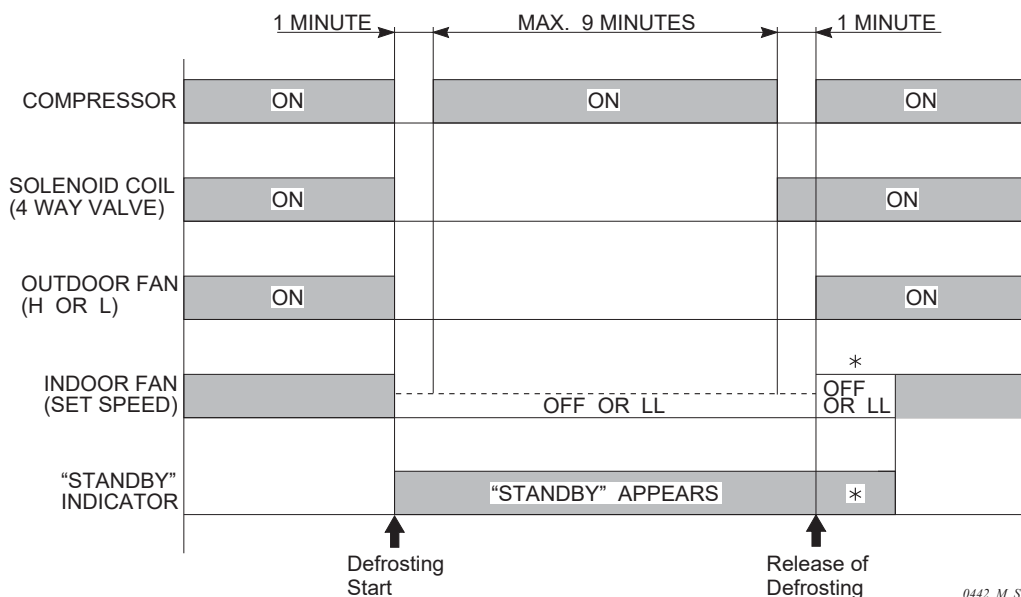 1 MINUTE MAX. 9 MINUTES 1 MINUTE
COMPRESSOR ON ON ON
SOLENOID COIL
(4 WAY VALVE) ON ON
OUTDOOR FAN
(H OR L) ON ON
INDOOR FAN
(SET SPEED)
OFF OR LL
*
OFF
OR LL
“STANDBY”
INDICATOR
“STANDBY” APPEARS *
Defrosting
Start
Release of
Defrosting
0442_M_S